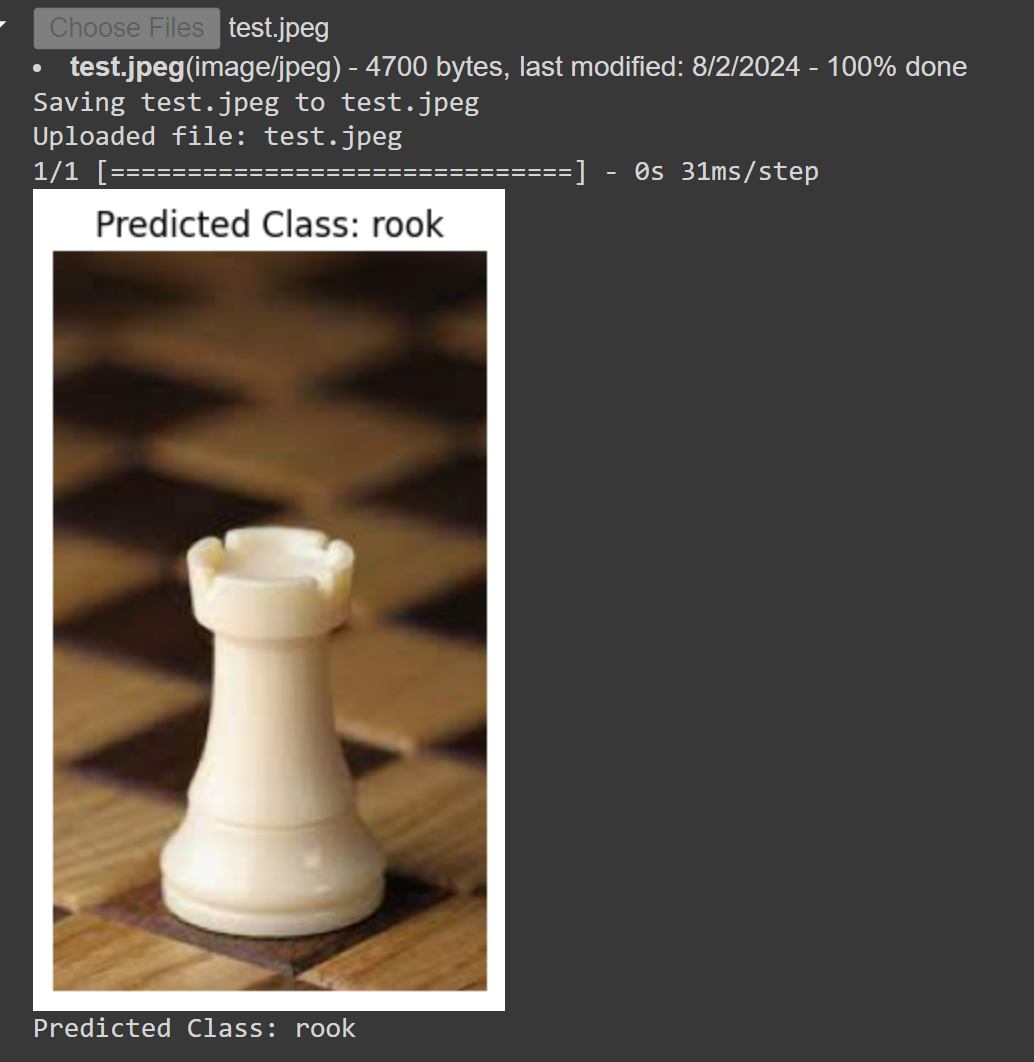 Choose Files test.jpeg
• test.jpeg(image/jpeg) - 4700 bytes, last modified: 8/2/2024 - 100% done
Saving test.jpeg to test.jpeg
Uploaded file: test.jpeg
1/1 [==============================] - 0s 31ms/step
Predicted Class: rook
Predicted Class: rook